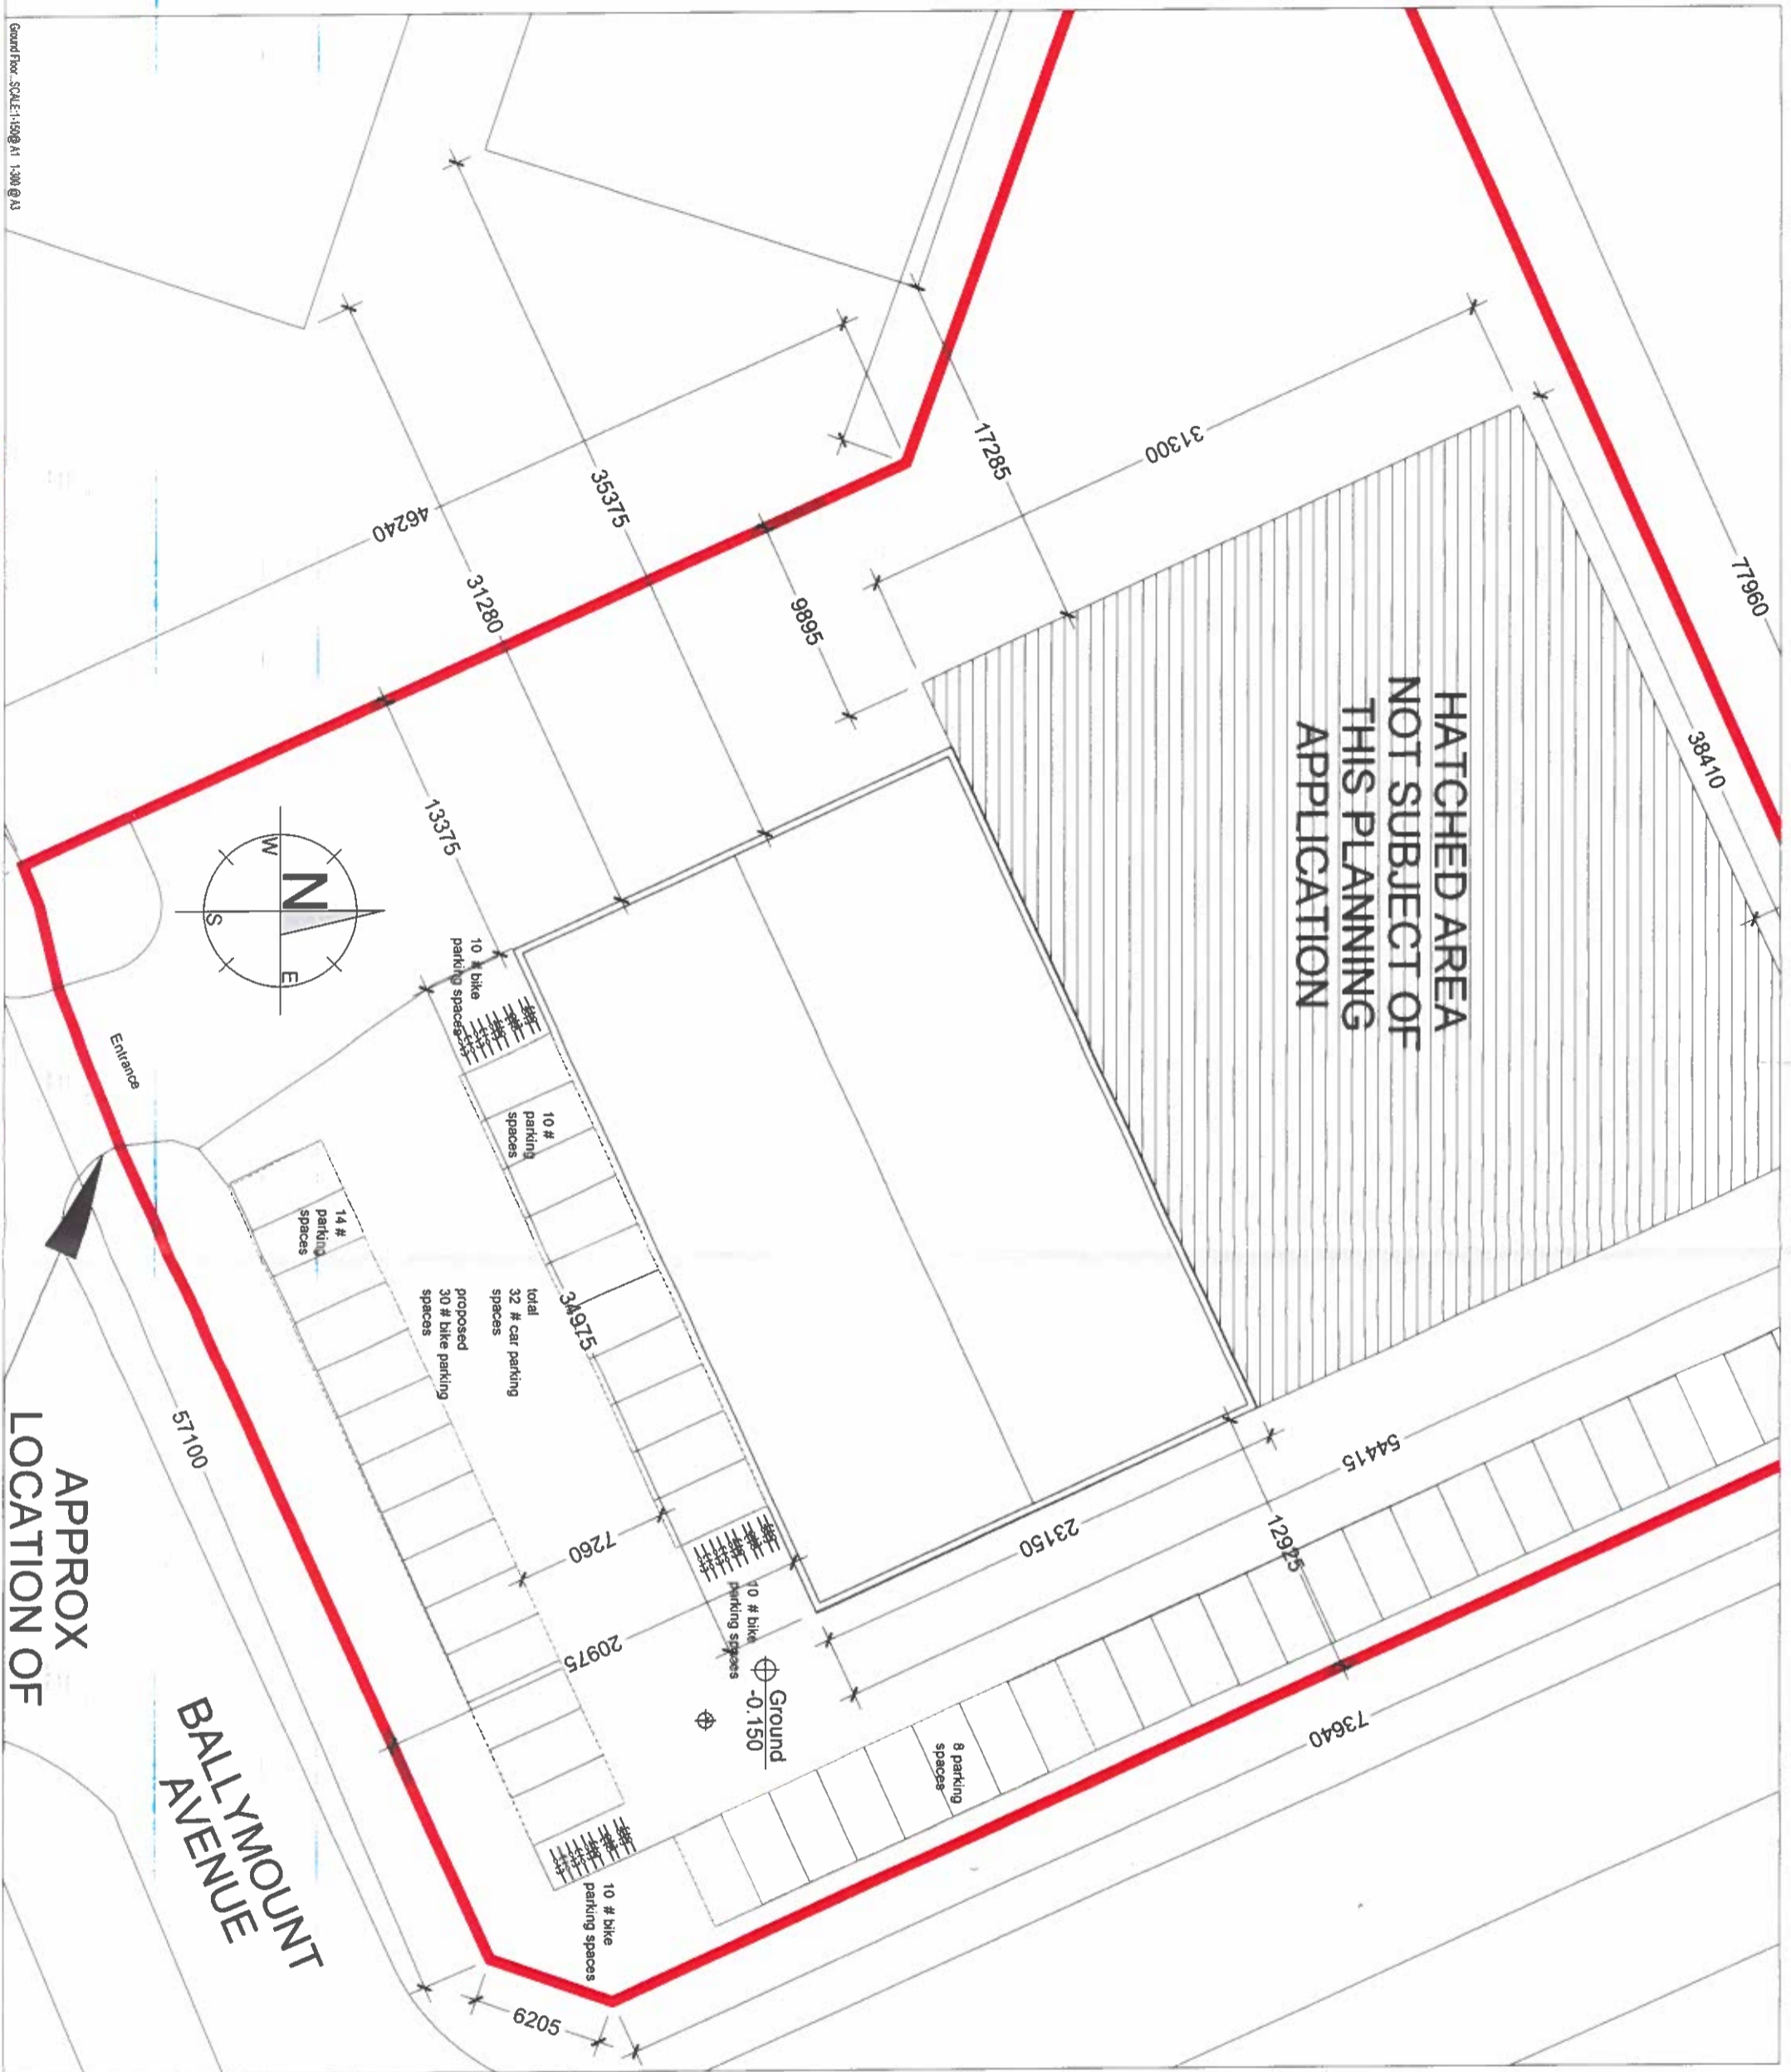 77960
38410
HATCHED AREA
NOT SUBJECT OF
THIS PLANNING
APPLICATION
31300
17285
35375
46240
31280
9895
13375
N
W
E
S
10 # bike
parking spaces
10 #
parking
spaces
Entrance
14 #
parking
spaces
total
32 # car parking
spaces
proposed
30 # bike parking
spaces
34975
54415
12925
23150
7260
20975
10 # bike
parking spaces
Ground
-0.150
8 parking
spaces
73640
57100
10 # bike
parking spaces
6205
BALLYMOUNT
AVENUE
APPROX
LOCATION OF
Ground Floor_SCALE:1-150@ A1 1-300 @ A3